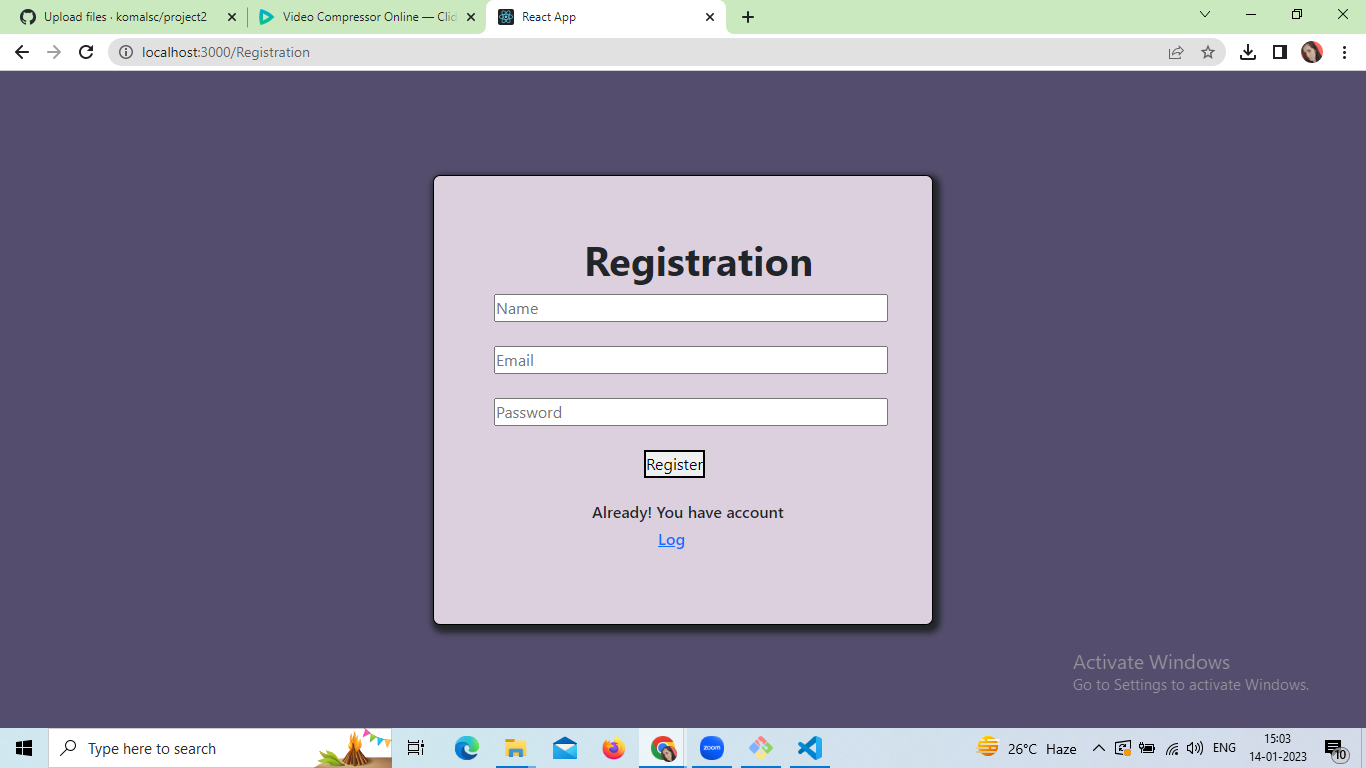 Upload files · komalsc/project2
Video Compressor Online — Clid
React App
localhost:3000/Registration
Registration
Name
Email
Password
Register
Already! You have account
Log
Activate Windows
Go to Settings to activate Windows.
Type here to search
zoom
26°C Haze
ENG
15:03
14-01-2023
10